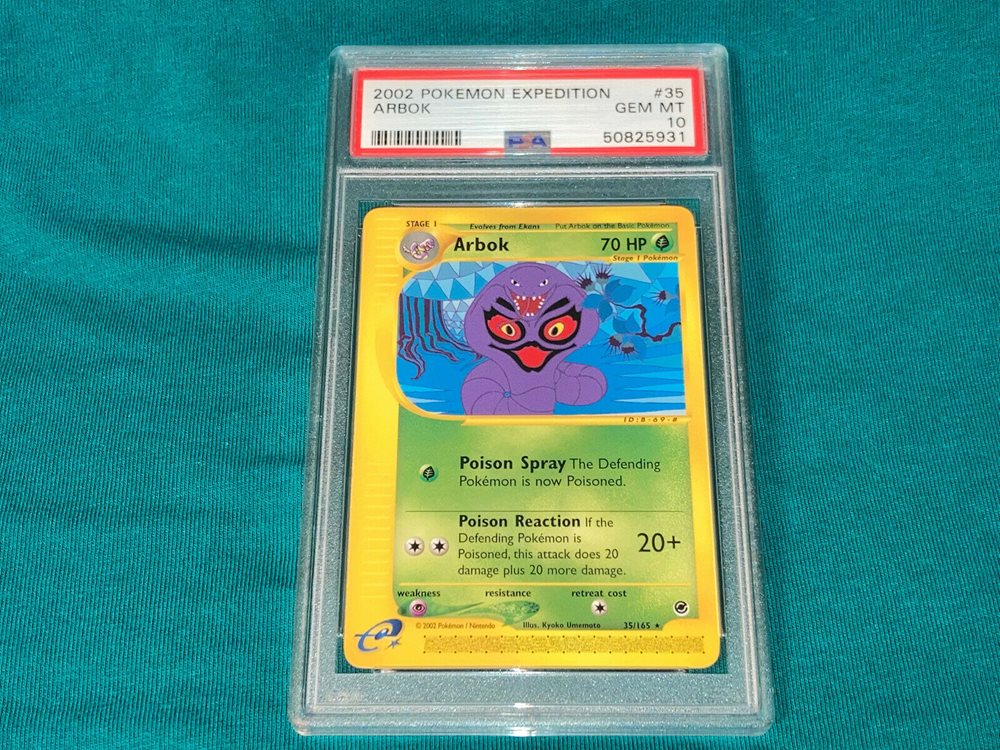 2002 POKEMON EXPEDITION #35
ARBOK GEM MT
10
PSA 50825931
STAGE 1 Evolves from Ekans Put Arbok on the Basic Pokémon
Arbok 70 HP
Stage 1 Pokémon
ID:B-69-#
Poison Spray The Defending
Pokémon is now Poisoned.
Poison Reaction If the
Defending Pokémon is
Poisoned, this attack does 20
damage plus 20 more damage.
20+
weakness resistance retreat cost
© 2002 Pokémon / Nintendo Illus. Kyoko Umemoto 35/165 ★
e